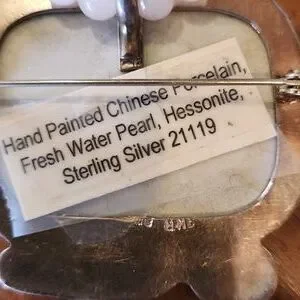 Hand Painted Chinese Porcelain,
Fresh Water Pearl, Hessonite,
Sterling Silver 21119